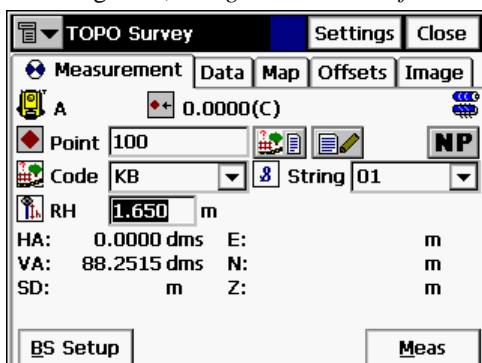 TOPO Survey Settings Close
Measurement Data Map Offsets Image
A 0.0000(C)
Point 100 NP
Code KB String 01
RH 1.650 m
HA: 0.0000 dms E: m
VA: 88.2515 dms N: m
SD: m Z: m
BS Setup Meas